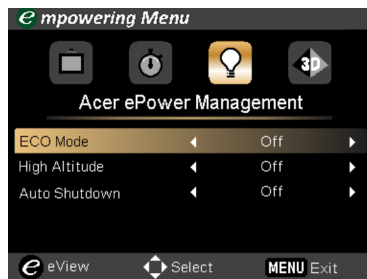 e mpowering Menu
3D
Acer ePower Management
ECO Mode Off
High Altitude Off
Auto Shutdown Off
e eView Select MENU Exit